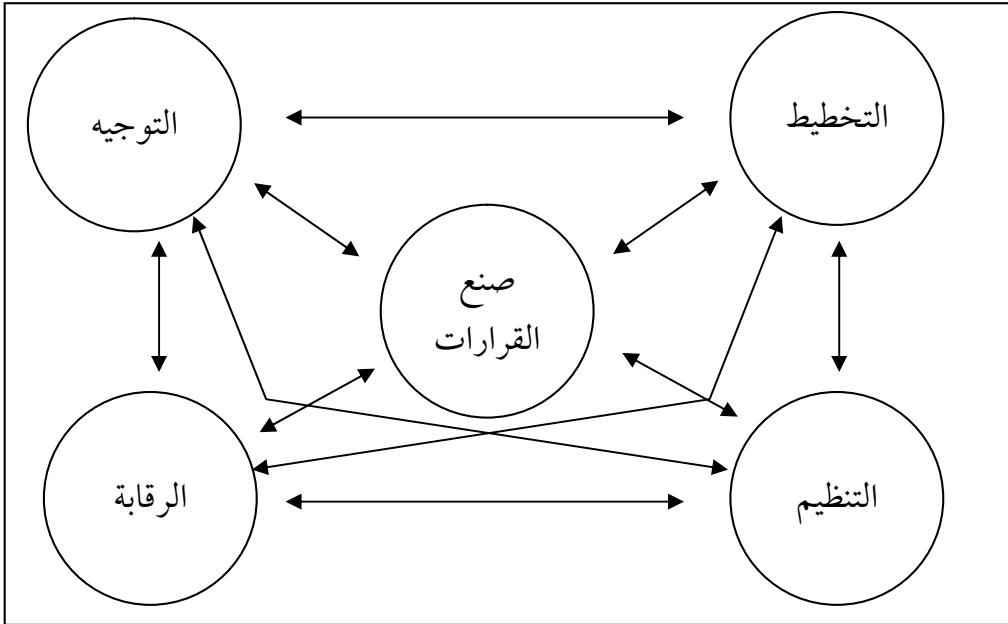 التخطيط
التوجيه
صنع
القرارات
التنظيم
الرقابة